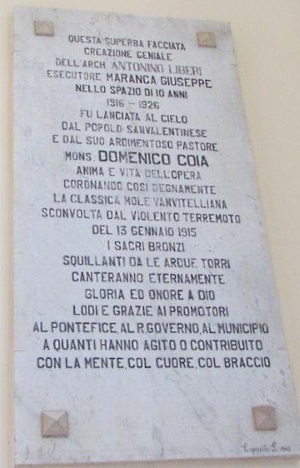 QUESTA SUPERBA FACCIATA
CREAZIONE GENIALE
DELL'ARCH. ANTONINO LIBERI
ESECUTORE MARANCA GIUSEPPE
NELLO SPAZIO DI 10 ANNI
1916 - 1926
FU LANCIATA AL CIELO
DAL POPOLO SANVALENTINESE
E DAL SUO ARDIMENTOSO PASTORE
MONS. DOMENICO COIA
ANIMA E VITA DELL'OPERA
CORONANDO COSÌ DEGNAMENTE
LA CLASSICA MOLE VANVITELLIANA
SCONVOLTA DAL VIOLENTO TERREMOTO
DEL 13 GENNAIO 1915
I SACRI BRONZI
SQUILLANTI DA LE ARDUE TORRI
CANTERANNO ETERNAMENTE
GLORIA ED ONORE A DIO
LODI E GRAZIE AI PROMOTORI
AL PONTEFICE, AL R. GOVERNO, AL MUNICIPIO
A QUANTI HANNO AGITO O CONTRIBUITO
CON LA MENTE, COL CUORE, COL BRACCIO